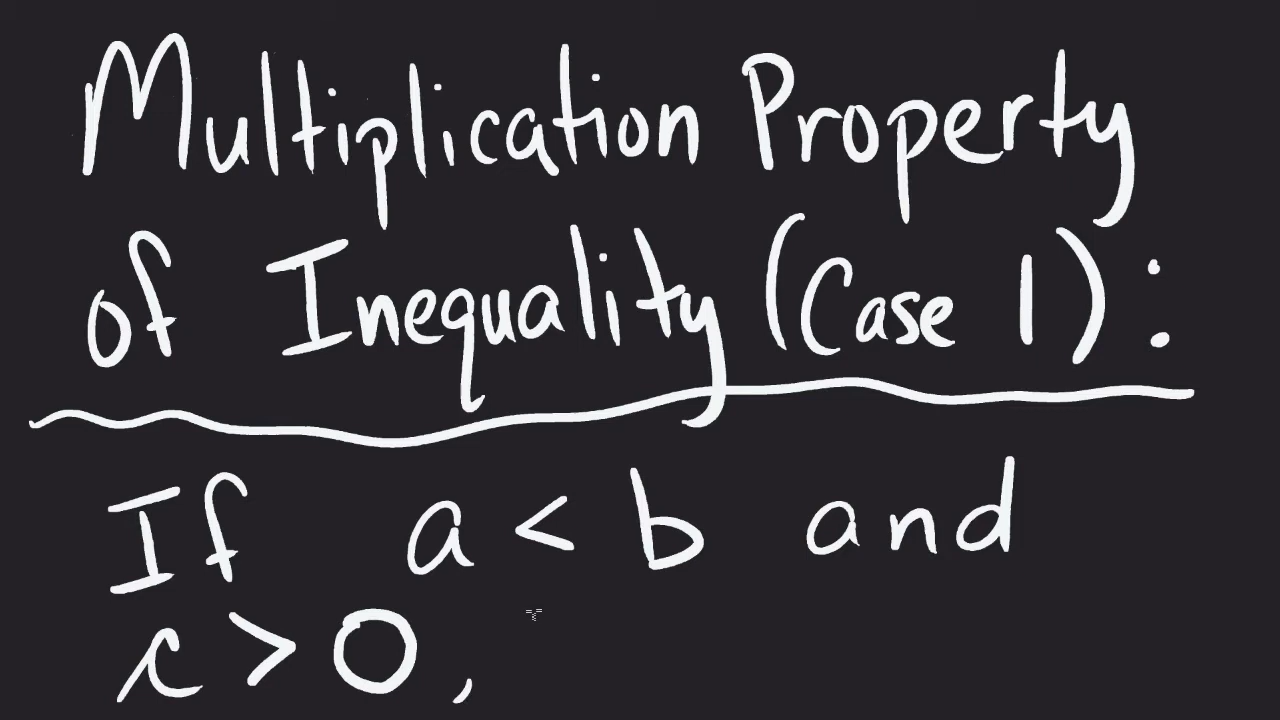 Multiplication Property
of Inequality (Case 1):
If a < b and
c > 0,